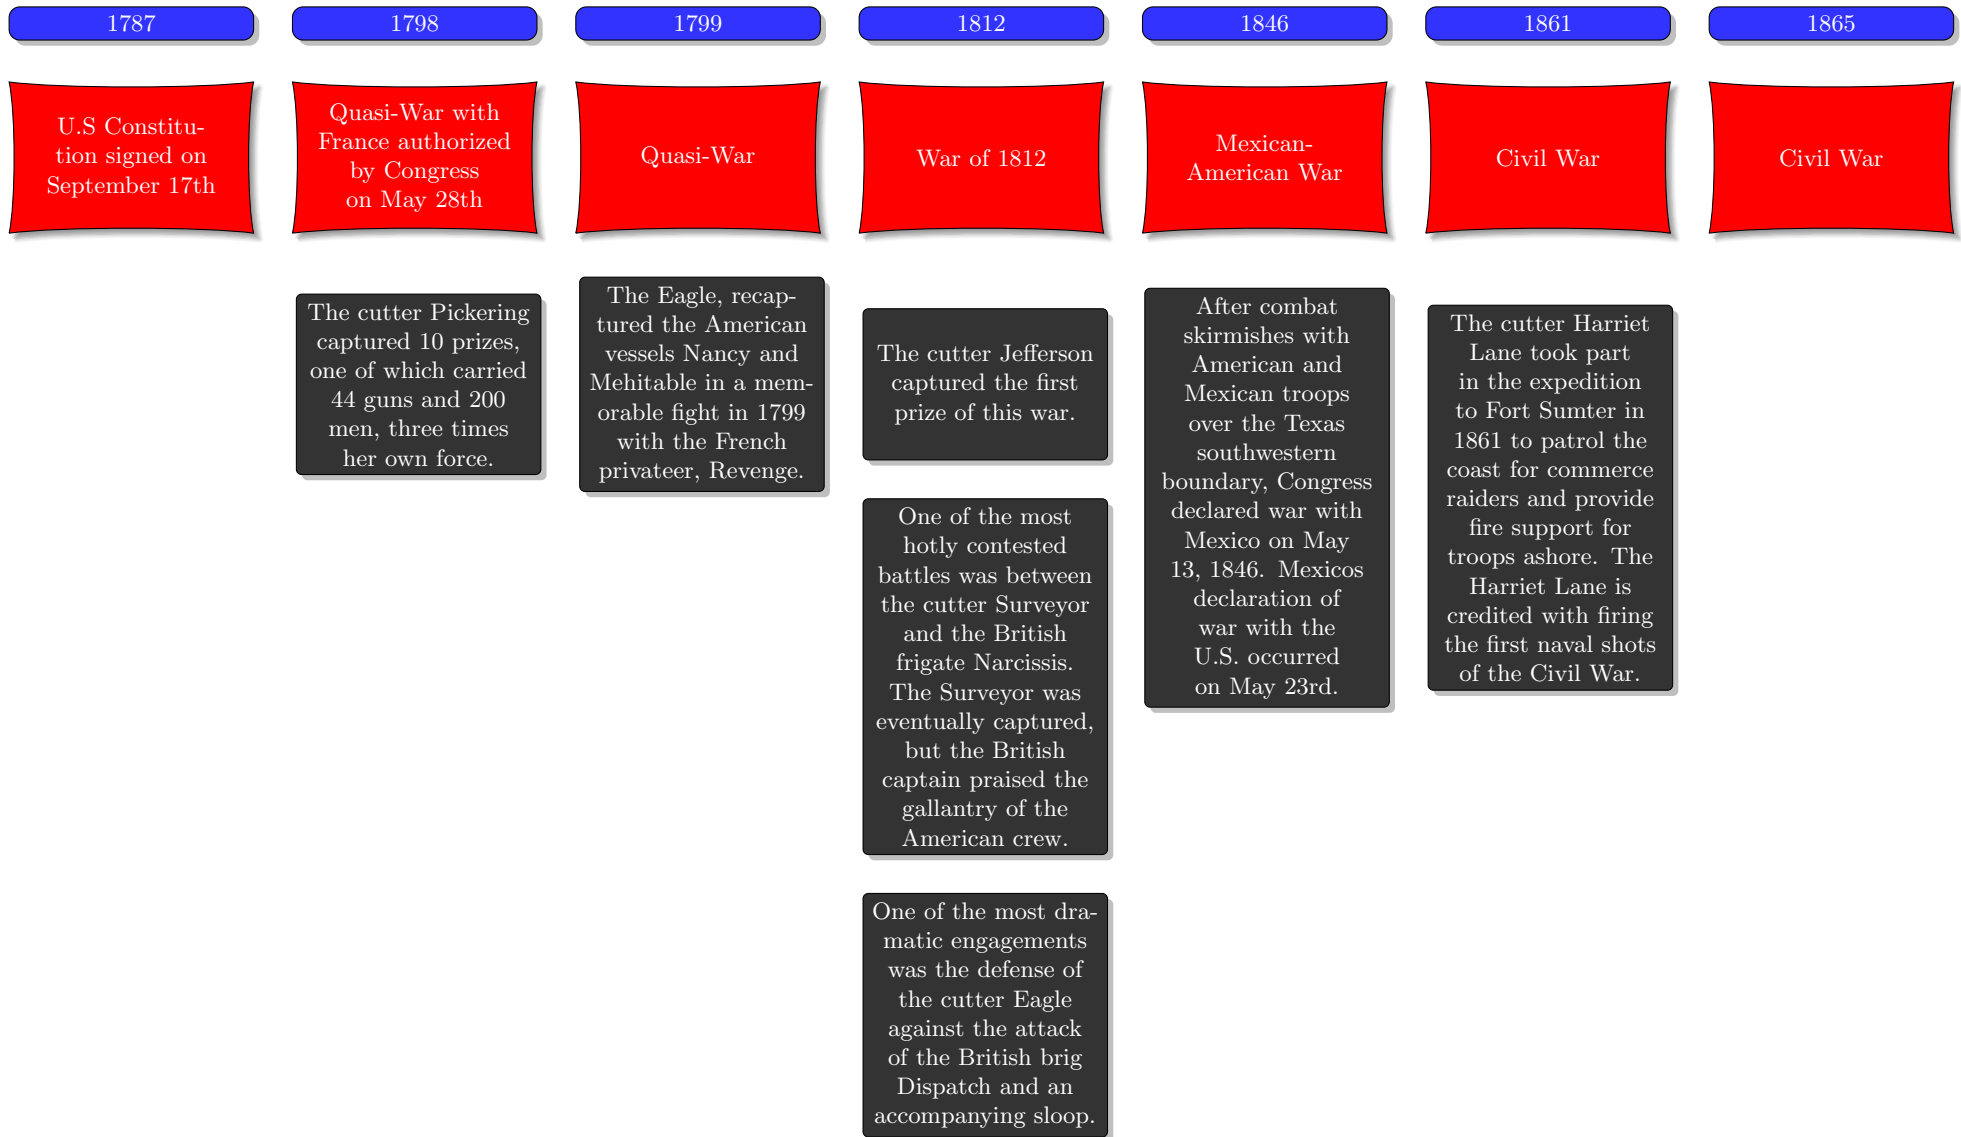 1787
1798
1799
1812
1846
1861
1865
U.S Constitu-
tion signed on
September 17th
Quasi-War with
France authorized
by Congress
on May 28th
Quasi-War
War of 1812
Mexican-
American War
Civil War
Civil War
The cutter Pickering
captured 10 prizes,
one of which carried
44 guns and 200
men, three times
her own force.
The Eagle, recap-
tured the American
vessels Nancy and
Mehitable in a mem-
orable fight in 1799
with the French
privateer, Revenge.
The cutter Jefferson
captured the first
prize of this war.
One of the most
hotly contested
battles was between
the cutter Surveyor
and the British
frigate Narcissis.
The Surveyor was
eventually captured,
but the British
captain praised the
gallantry of the
American crew.
One of the most dra-
matic engagements
was the defense of
the cutter Eagle
against the attack
of the British brig
Dispatch and an
accompanying sloop.
After combat
skirmishes with
American and
Mexican troops
over the Texas
southwestern
boundary, Congress
declared war with
Mexico on May
13, 1846. Mexicos
declaration of
war with the
U.S. occurred
on May 23rd.
The cutter Harriet
Lane took part
in the expedition
to Fort Sumter in
1861 to patrol the
coast for commerce
raiders and provide
fire support for
troops ashore. The
Harriet Lane is
credited with firing
the first naval shots
of the Civil War.